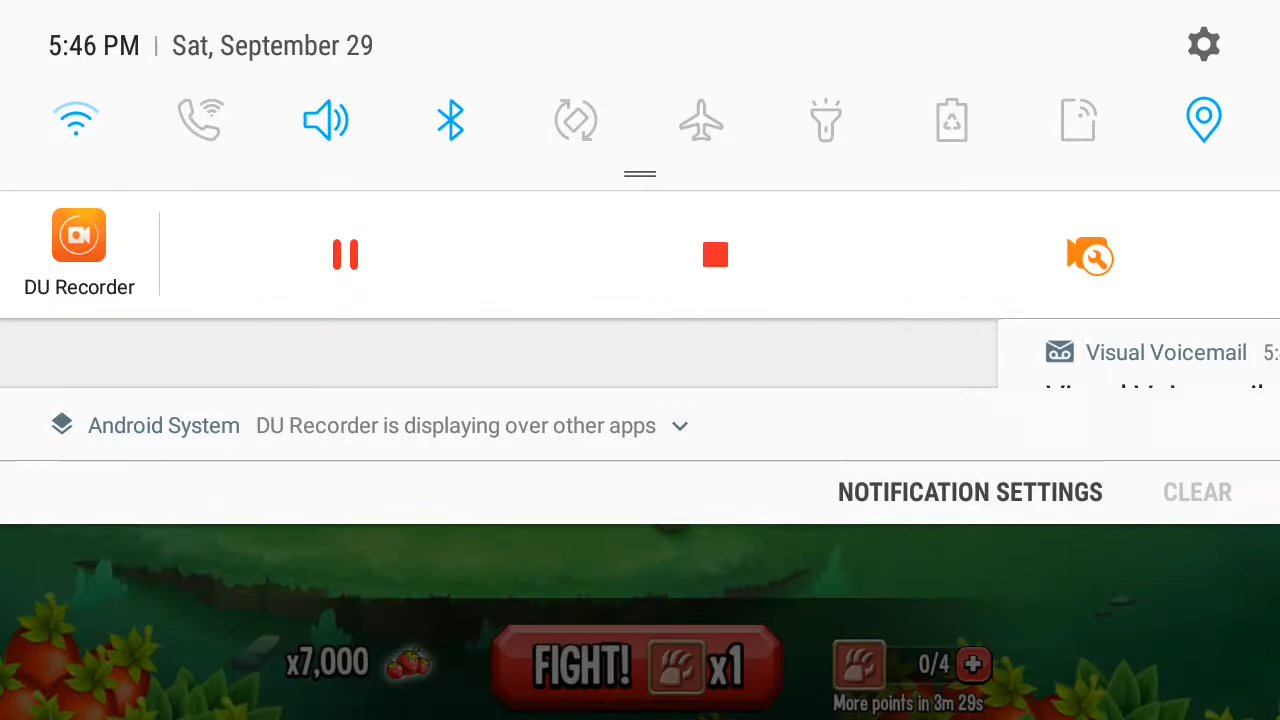 5:46 PM | Sat, September 29
DU Recorder
Visual Voicemail 5:
Android System DU Recorder is displaying over other apps
NOTIFICATION SETTINGS CLEAR
x7,000 FIGHT! x1 0/4
More points in 3m 29s